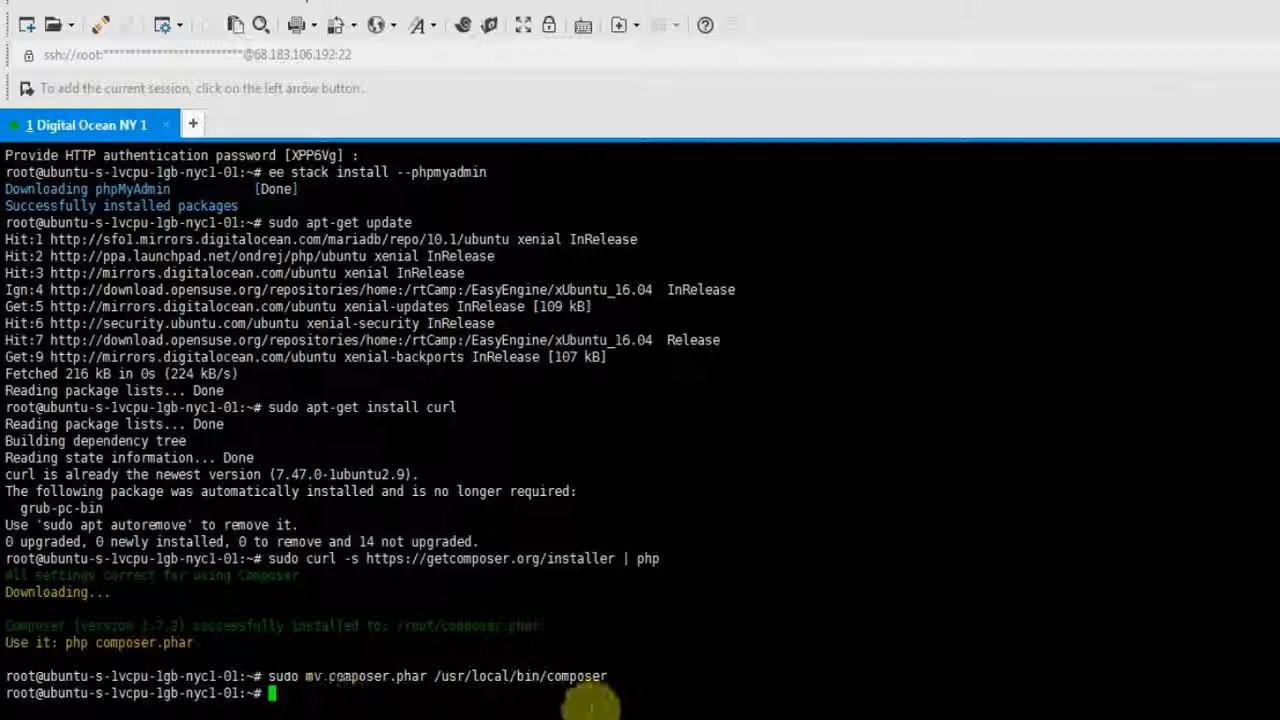 ssh://root:***************************@68.183.106.192:22
To add the current session, click on the left arrow button.
1 Digital Ocean NY 1
Provide HTTP authentication password [XPP6Vg] :
root@ubuntu-s-1vcpu-1gb-nyc1-01:~# ee stack install --phpmyadmin
Downloading phpMyAdmin [Done]
Successfully installed packages
root@ubuntu-s-1vcpu-1gb-nyc1-01:~# sudo apt-get update
Hit:1 http://sfo1.mirrors.digitalocean.com/mariadb/repo/10.1/ubuntu xenial InRelease
Hit:2 http://ppa.launchpad.net/ondrej/php/ubuntu xenial InRelease
Hit:3 http://mirrors.digitalocean.com/ubuntu xenial InRelease
Ign:4 http://download.opensuse.org/repositories/home:/rtCamp:/EasyEngine/xUbuntu_16.04 InRelease
Get:5 http://mirrors.digitalocean.com/ubuntu xenial-updates InRelease [109 kB]
Hit:6 http://security.ubuntu.com/ubuntu xenial-security InRelease
Hit:7 http://download.opensuse.org/repositories/home:/rtCamp:/EasyEngine/xUbuntu_16.04 Release
Get:9 http://mirrors.digitalocean.com/ubuntu xenial-backports InRelease [107 kB]
Fetched 216 kB in 0s (224 kB/s)
Reading package lists... Done
root@ubuntu-s-1vcpu-1gb-nyc1-01:~# sudo apt-get install curl
Reading package lists... Done
Building dependency tree
Reading state information... Done
curl is already the newest version (7.47.0-1ubuntu2.9).
The following package was automatically installed and is no longer required:
grub-pc-bin
Use 'sudo apt autoremove' to remove it.
0 upgraded, 0 newly installed, 0 to remove and 14 not upgraded.
root@ubuntu-s-1vcpu-1gb-nyc1-01:~# sudo curl -s https://getcomposer.org/installer | php
All settings correct for using Composer
Downloading...
Composer (version 1.7.2) successfully installed to: /root/composer.phar
Use it: php composer.phar
root@ubuntu-s-1vcpu-1gb-nyc1-01:~# sudo mv composer.phar /usr/local/bin/composer
root@ubuntu-s-1vcpu-1gb-nyc1-01:~#